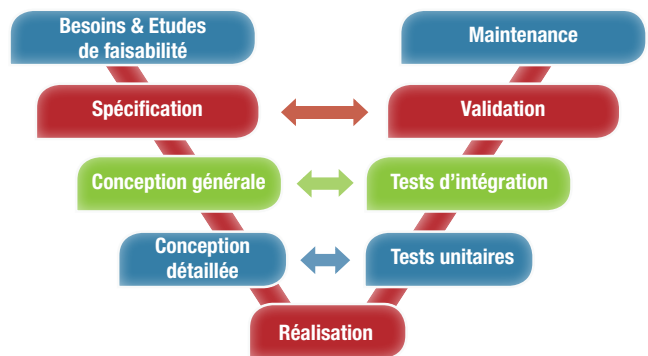 Besoins & Etudes
de faisabilité
Maintenance
Spécification
Validation
Conception générale
Tests d'intégration
Conception
détaillée
Tests unitaires
Réalisation